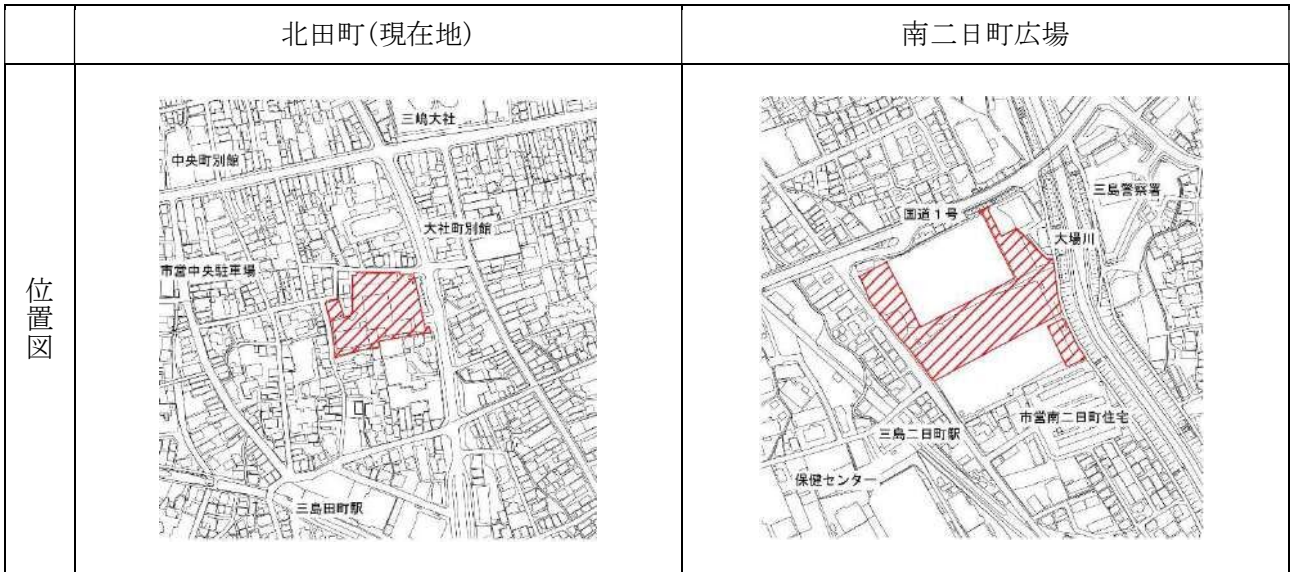 北田町(現在地)
南二日町広場
位置図
三嶋大社
中央町別館
大社町別館
市営中央駐車場
三島田町駅
三島警察署
国道1号
大場川
市営南二日町住宅
三島二日町駅
保健センター